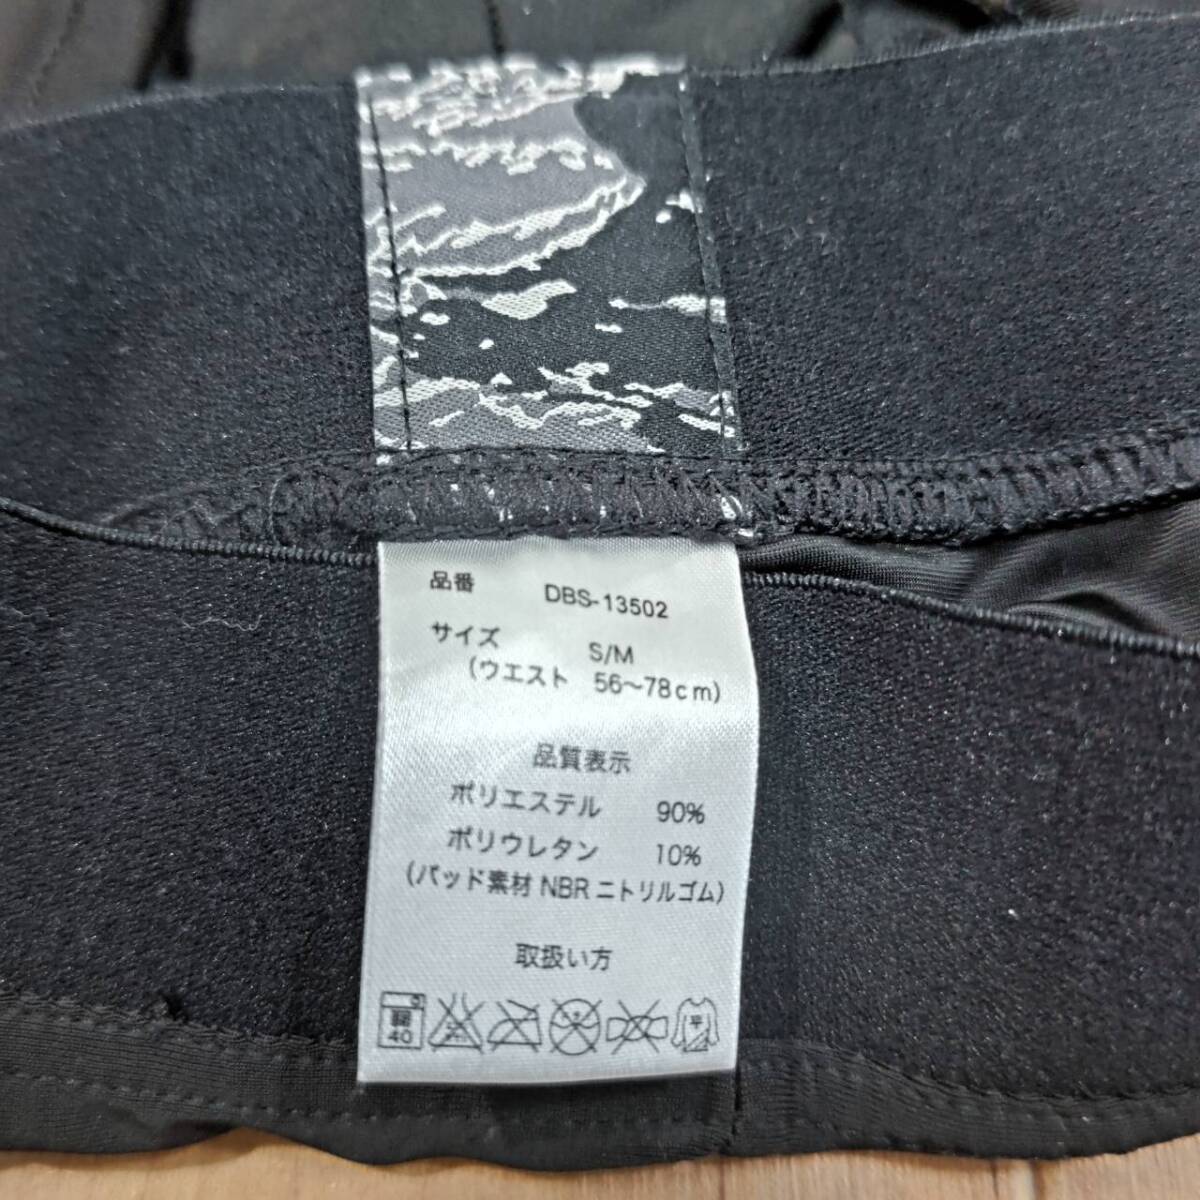 品番 DBS-13502
サイズ S/M
(ウエスト 56~78cm)
品質表示
ポリエステル 90%
ポリウレタン 10%
(パッド素材 NBR ニトリルゴム)
取扱い方
40 平